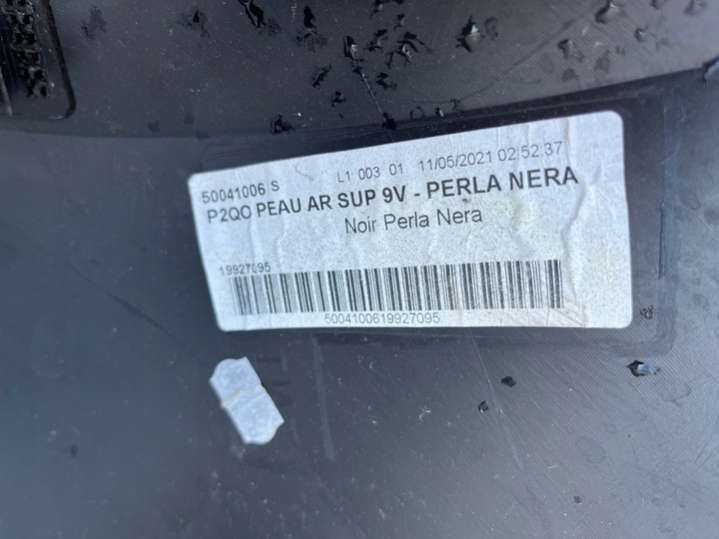 50041006 S L1 003 01 11/05/2021 02:52:37
P2QO PEAU AR SUP 9V - PERLA NERA
Noir Perla Nera
19927095
5004100619927095